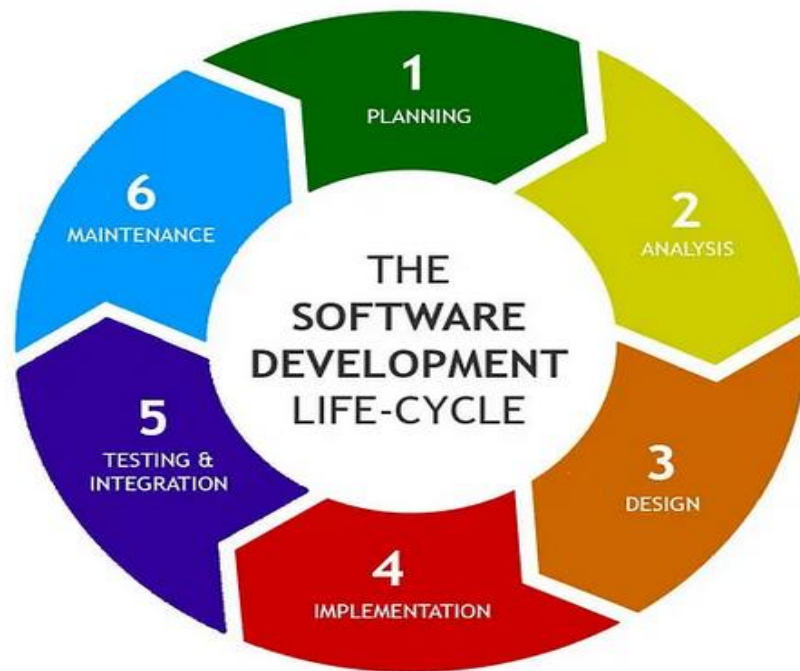 1
PLANNING
2
ANALYSIS
3
DESIGN
4
IMPLEMENTATION
5
TESTING &
INTEGRATION
6
MAINTENANCE
THE
SOFTWARE
DEVELOPMENT
LIFE-CYCLE